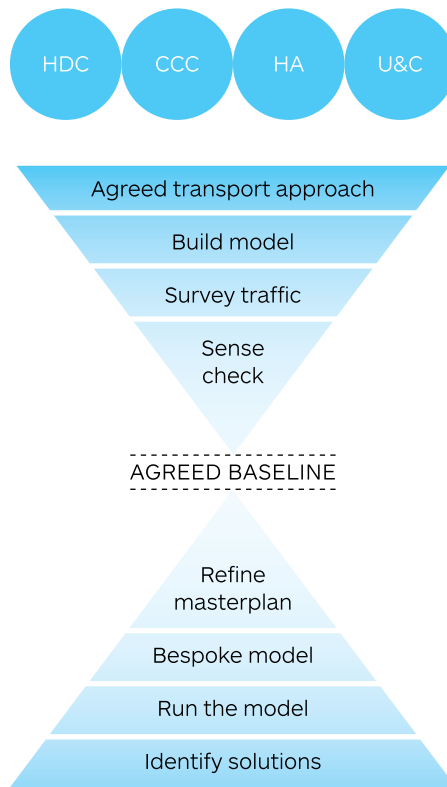 HDC CCC HA U&C
Agreed transport approach
Build model
Survey traffic
Sense
check
AGREED BASELINE
Refine
masterplan
Bespoke model
Run the model
Identify solutions